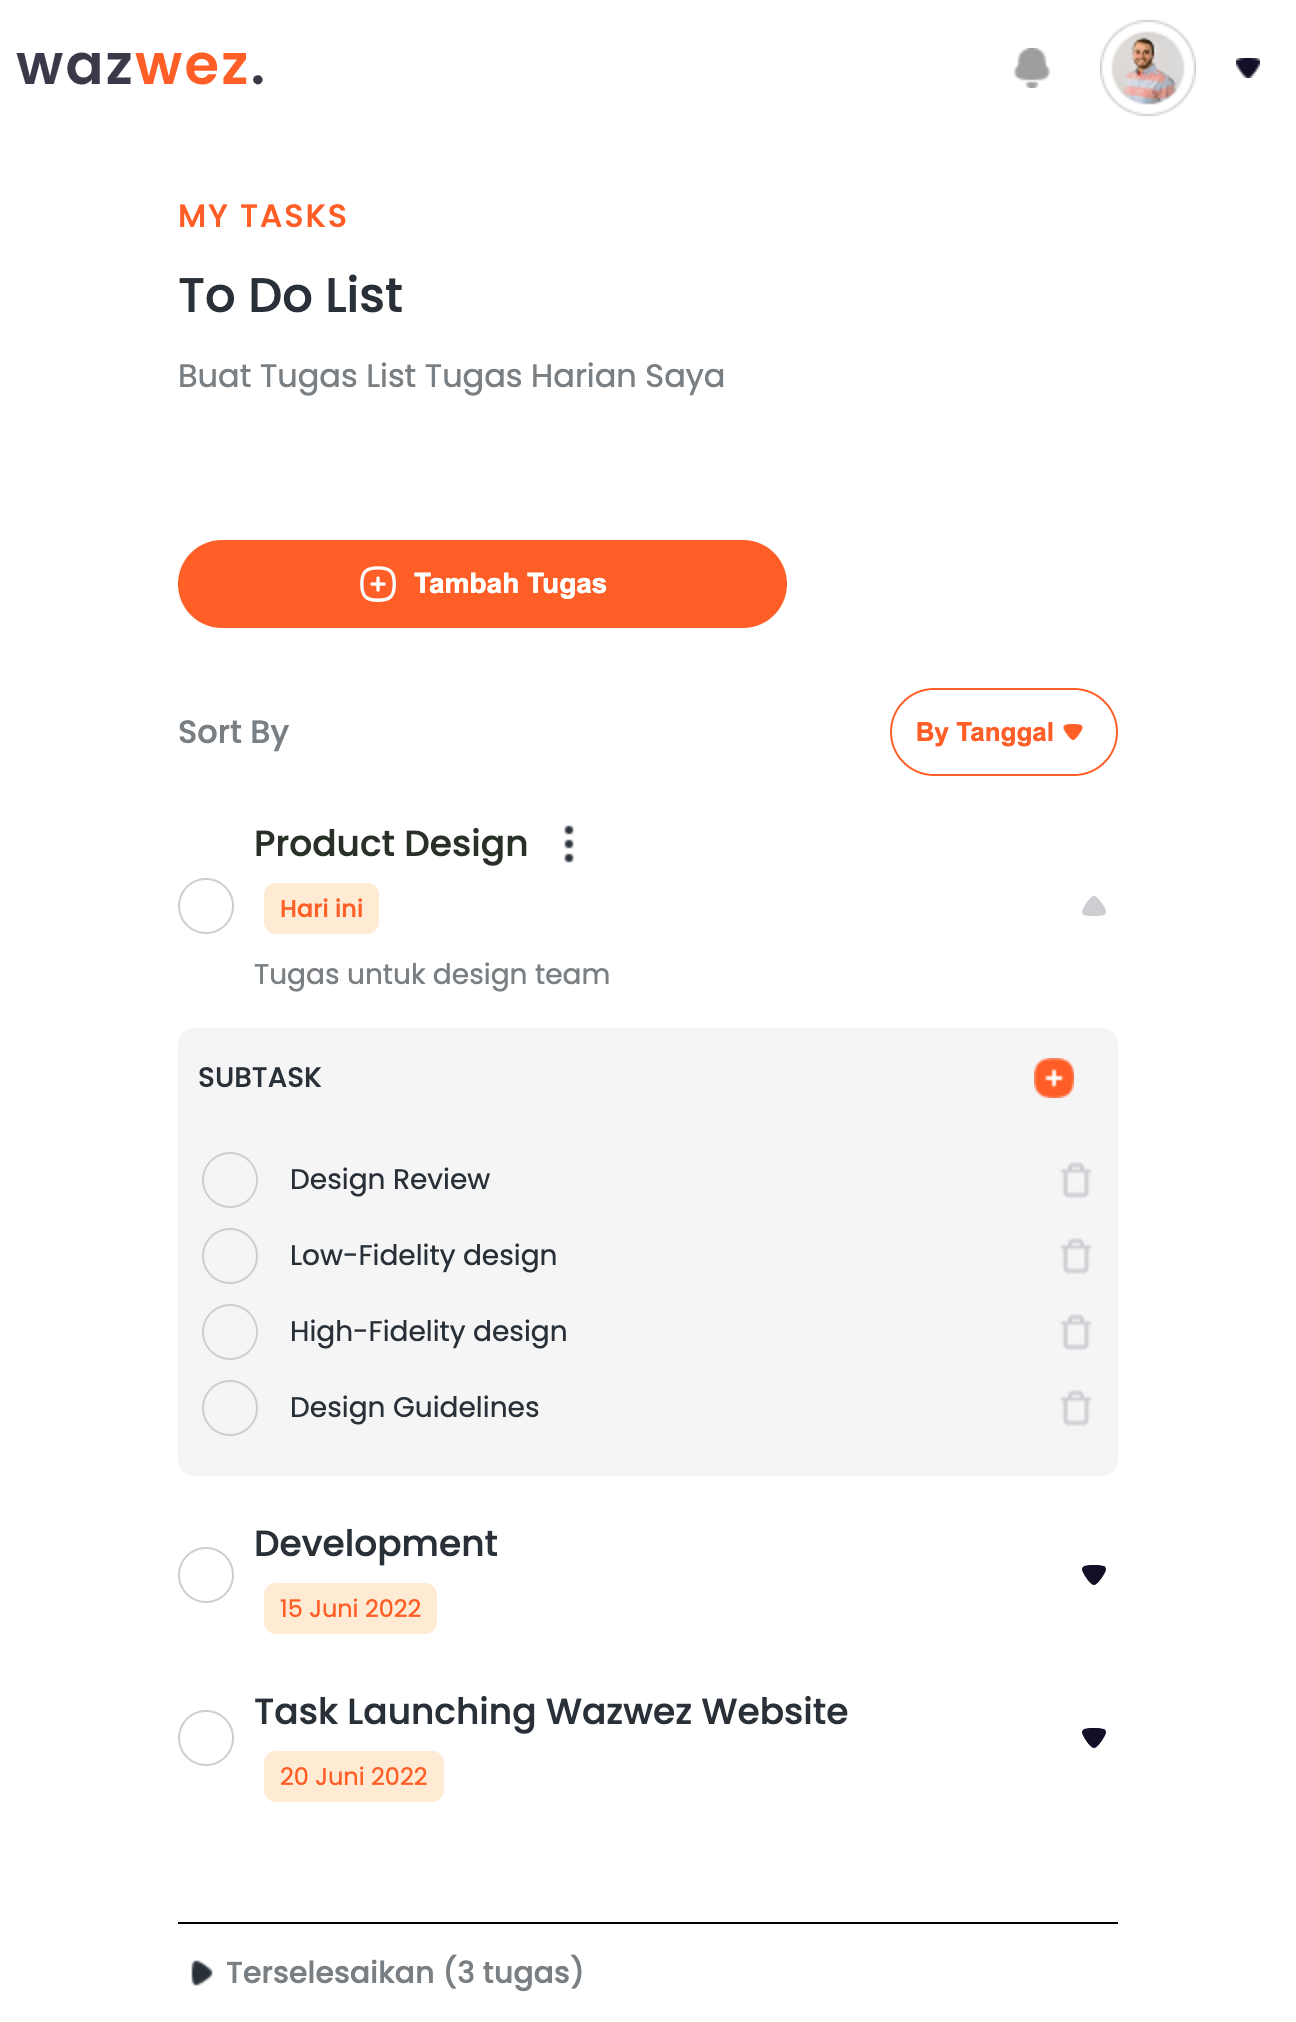 wazwez.
MY TASKS
To Do List
Buat Tugas List Tugas Harian Saya
Tambah Tugas
Sort By
By Tanggal
Product Design
Hari ini
Tugas untuk design team
SUBTASK
Design Review
Low-Fidelity design
High-Fidelity design
Design Guidelines
Development
15 Juni 2022
Task Launching Wazwez Website
20 Juni 2022
Terselesaikan (3 tugas)